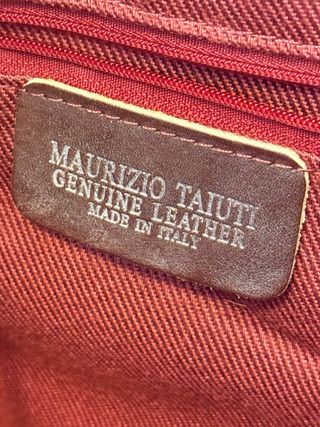 MAURIZIO TAIUTI
GENUINE LEATHER
MADE IN ITALY